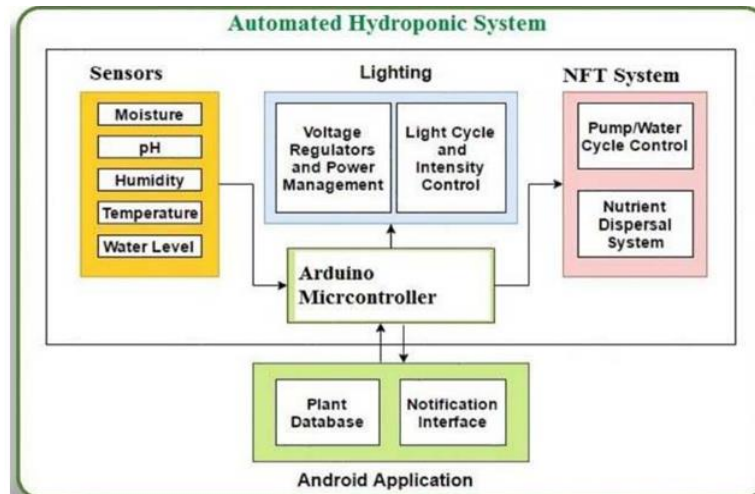 Automated Hydroponic System
Sensors
Moisture
pH
Humidity
Temperature
Water Level
Lighting
Voltage
Regulators
and Power
Management
Light Cycle
and
Intensity
Control
NFT System
Pump/Water
Cycle Control
Nutrient
Dispersal
System
Arduino
Micrcontroller
Plant
Database
Notification
Interface
Android Application